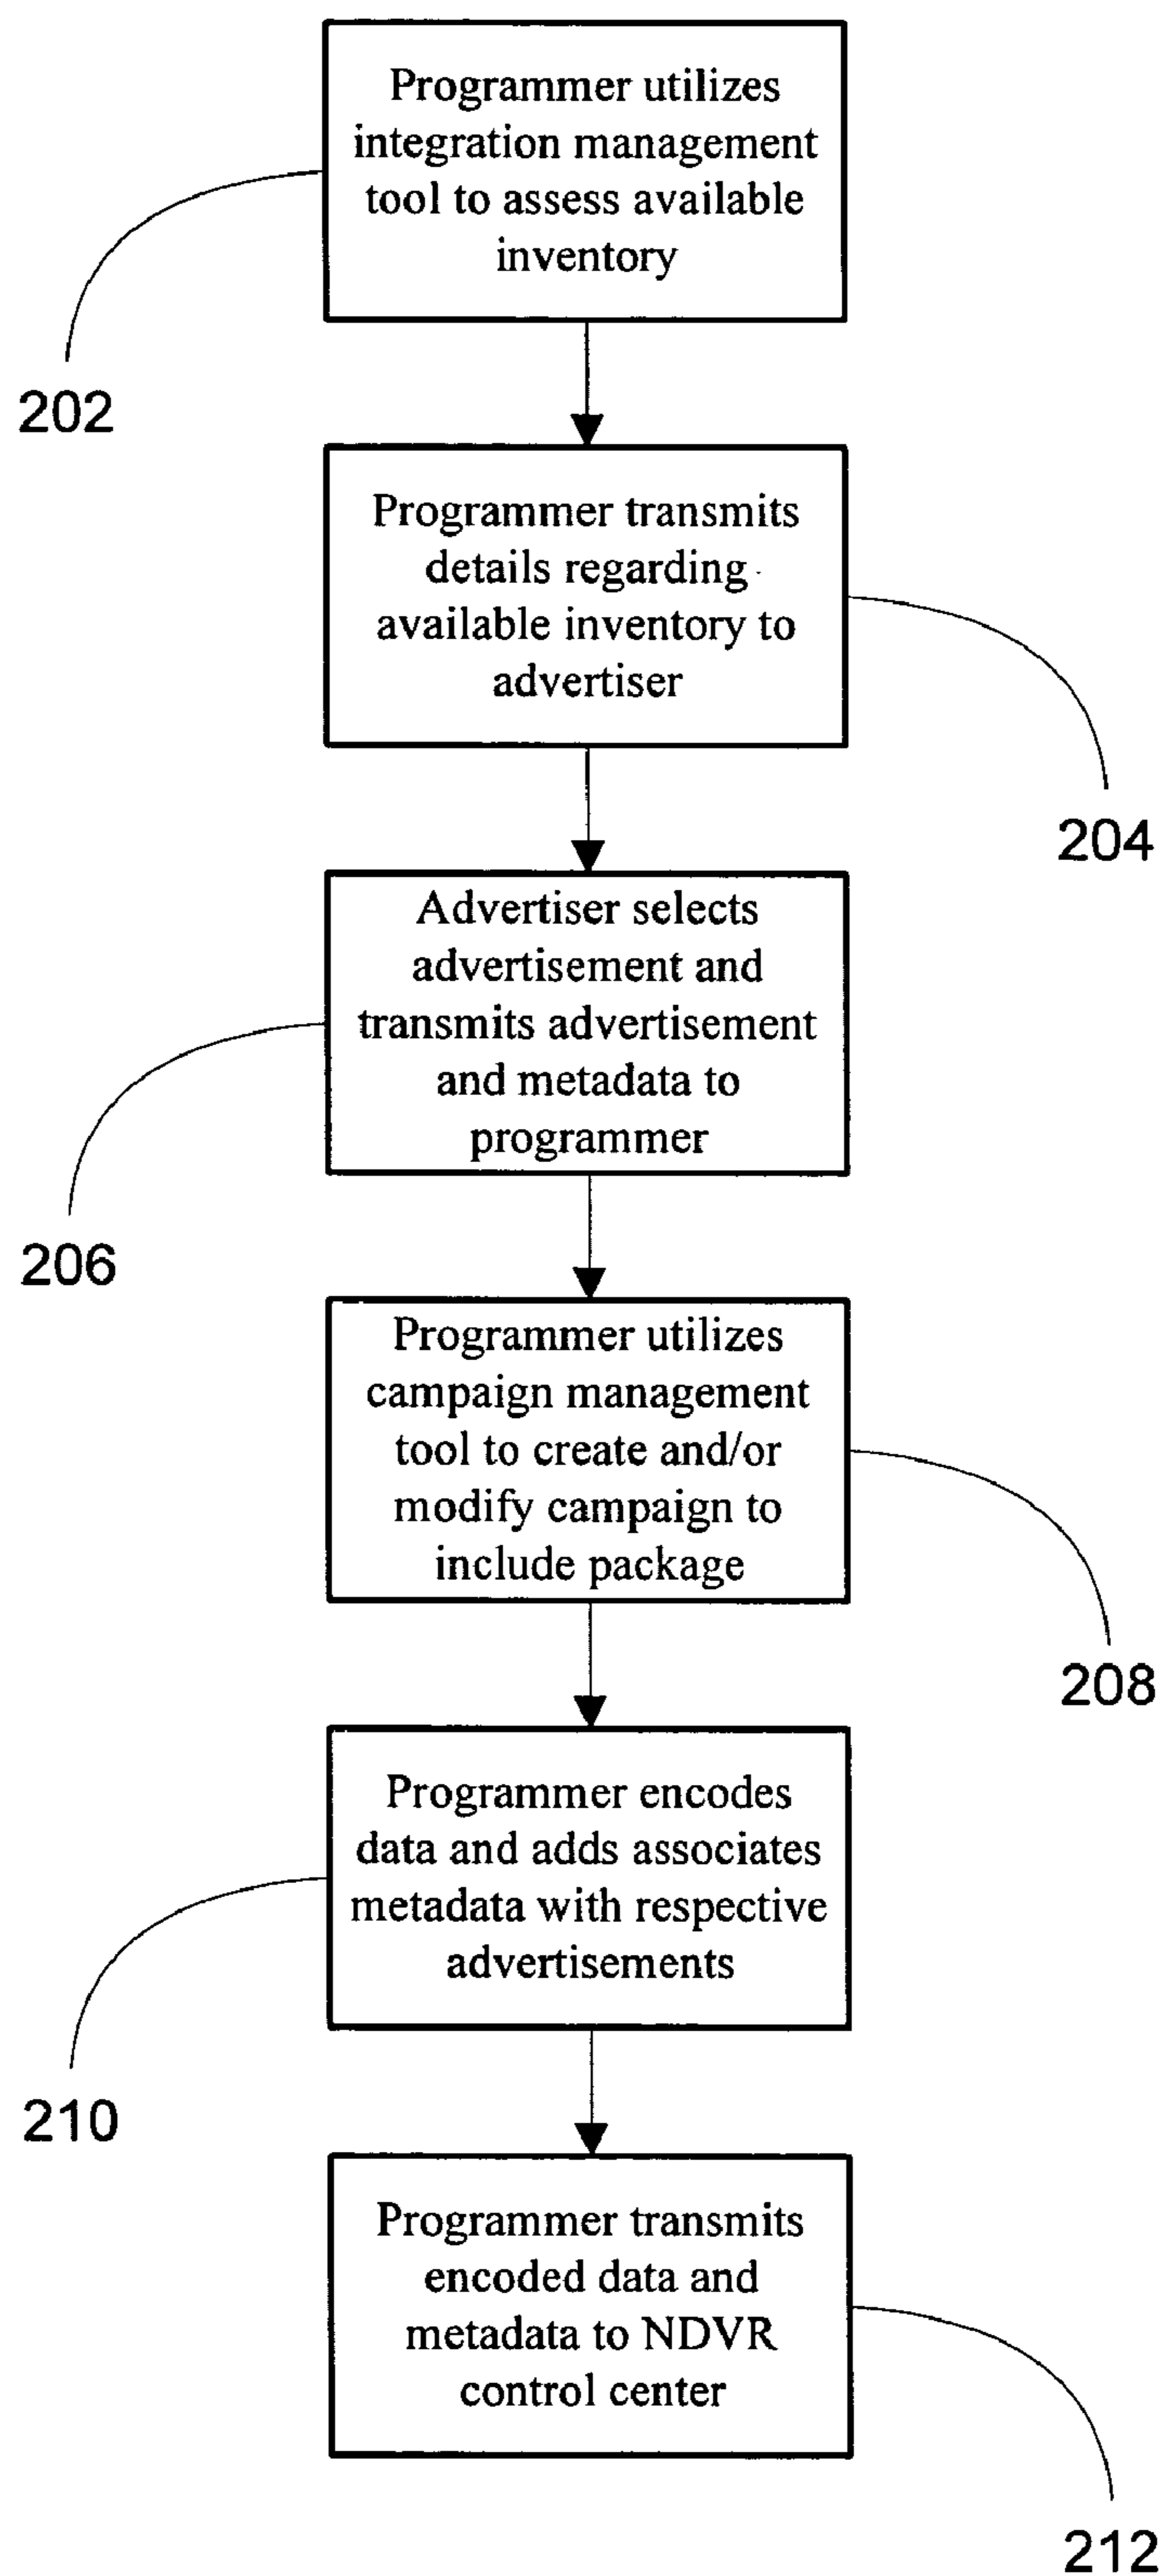 Programmer utilizes
integration management
tool to assess available
inventory
202
Programmer transmits
details regarding
available inventory to
advertiser
204
Advertiser selects
advertisement and
transmits advertisement
and metadata to
programmer
206
Programmer utilizes
campaign management
tool to create and/or
modify campaign to
include package
208
Programmer encodes
data and adds associates
metadata with respective
advertisements
210
Programmer transmits
encoded data and
metadata to NDVR
control center
212